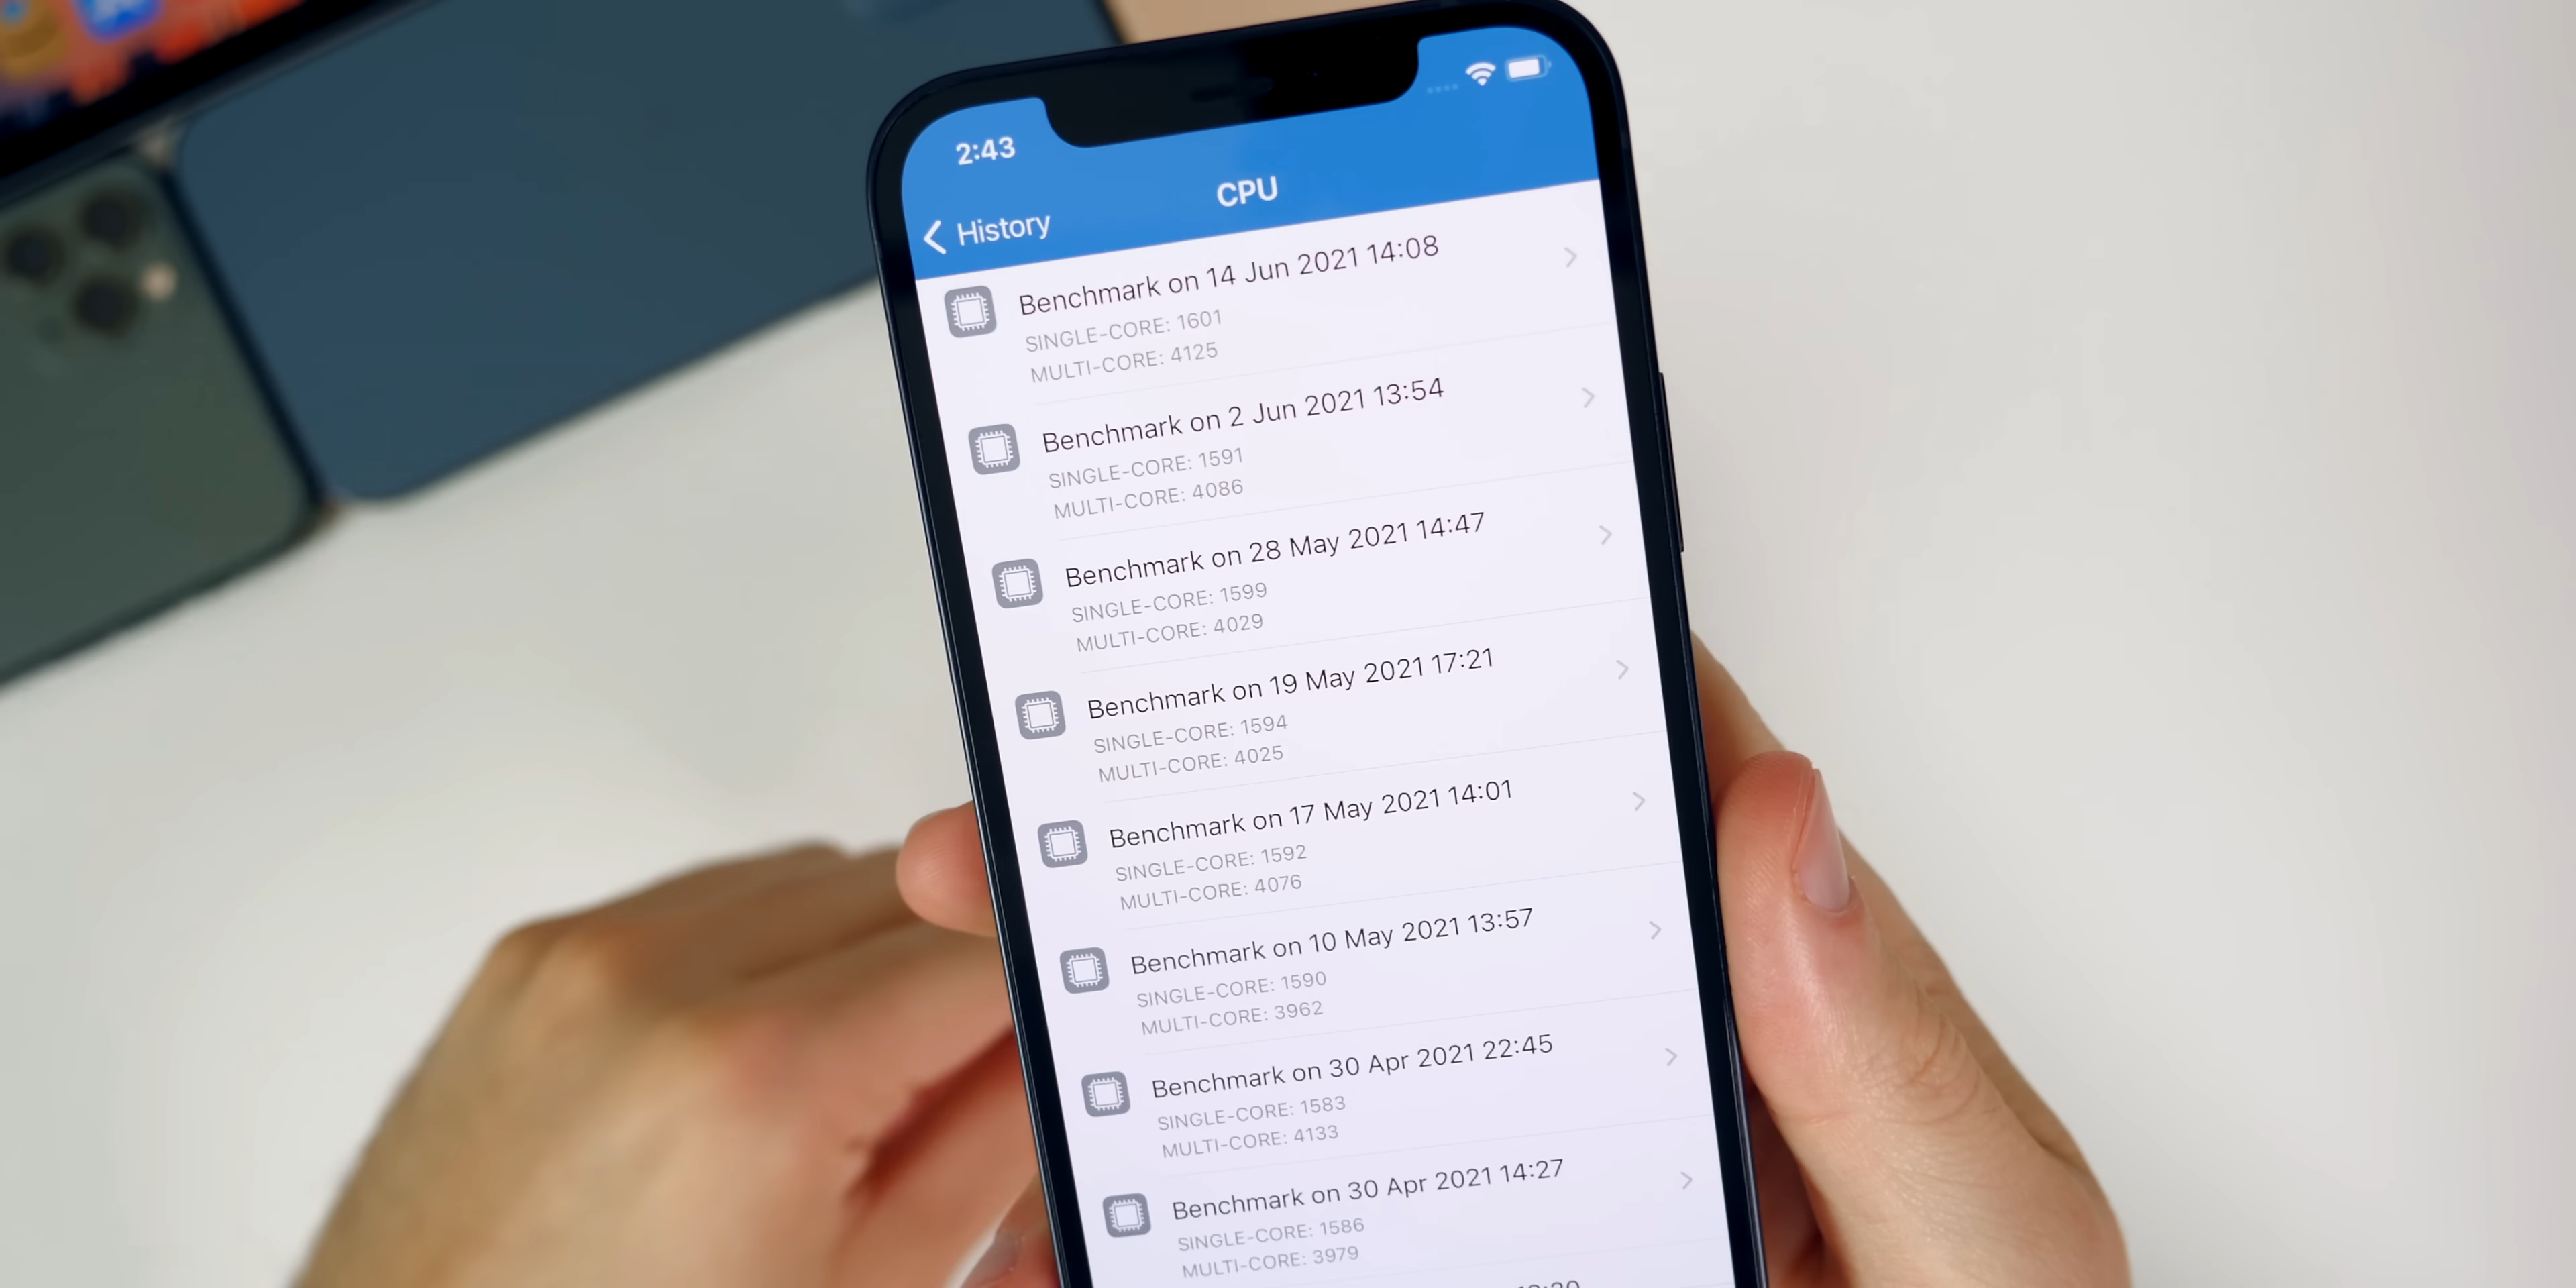 2:43
CPU
History
Benchmark on 14 Jun 2021 14:08
SINGLE-CORE: 1601
MULTI-CORE: 4125
Benchmark on 2 Jun 2021 13:54
SINGLE-CORE: 1591
MULTI-CORE: 4086
Benchmark on 28 May 2021 14:47
SINGLE-CORE: 1599
MULTI-CORE: 4029
Benchmark on 19 May 2021 17:21
SINGLE-CORE: 1594
MULTI-CORE: 4025
Benchmark on 17 May 2021 14:01
SINGLE-CORE: 1592
MULTI-CORE: 4076
Benchmark on 10 May 2021 13:57
SINGLE-CORE: 1590
MULTI-CORE: 3962
Benchmark on 30 Apr 2021 22:45
SINGLE-CORE: 1583
MULTI-CORE: 4133
Benchmark on 30 Apr 2021 14:27
SINGLE-CORE: 1586
MULTI-CORE: 3979